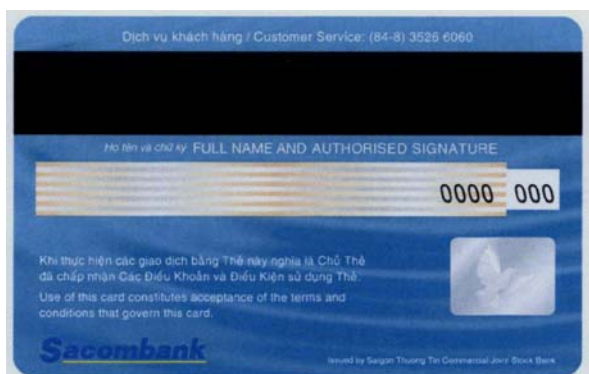 Dịch vụ khách hàng / Customer Service: (84-8) 3526 6060
Họ tên và chữ ký FULL NAME AND AUTHORISED SIGNATURE
0000 000
Khi thực hiện các giao dịch bằng Thẻ này nghĩa là Chủ Thẻ
đã chấp nhận Các Điều Khoản và Điều Kiện sử dụng Thẻ.
Use of this card constitutes acceptance of the terms and
conditions that govern this card.
Sacombank
Issued by Saigon Thuong Tin Commercial Joint Stock Bank